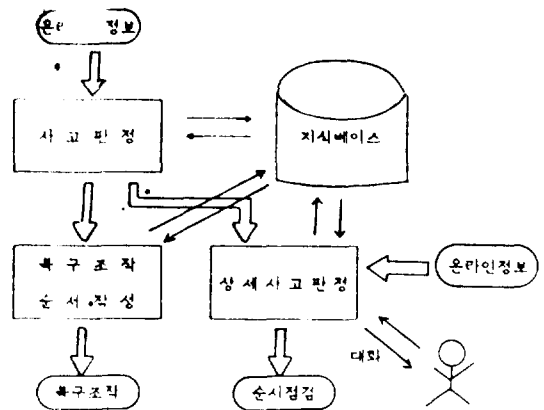 정보
사고판정
지식베이스
복구조작
순서작성
상세사고판정
온라인정보
대화
복구조작
순시점검